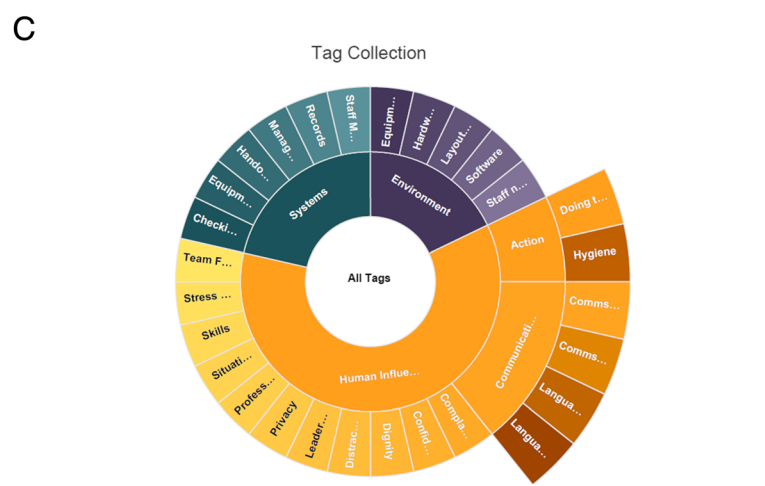 C
Tag Collection
Equipm...
Hardw...
Layout...
Software
Staff n...
Environment
Doing t...
Hygiene
Action
Comms...
Comms...
Langua...
Langua...
Communicati...
Compla...
Confid...
Dignity
Distrac...
Leader...
Privacy
Profess...
Situati...
Skills
Stress ...
Team F...
Human Influe...
Checki...
Equipm...
Hando...
Manag...
Records
Staff M...
Systems
All Tags